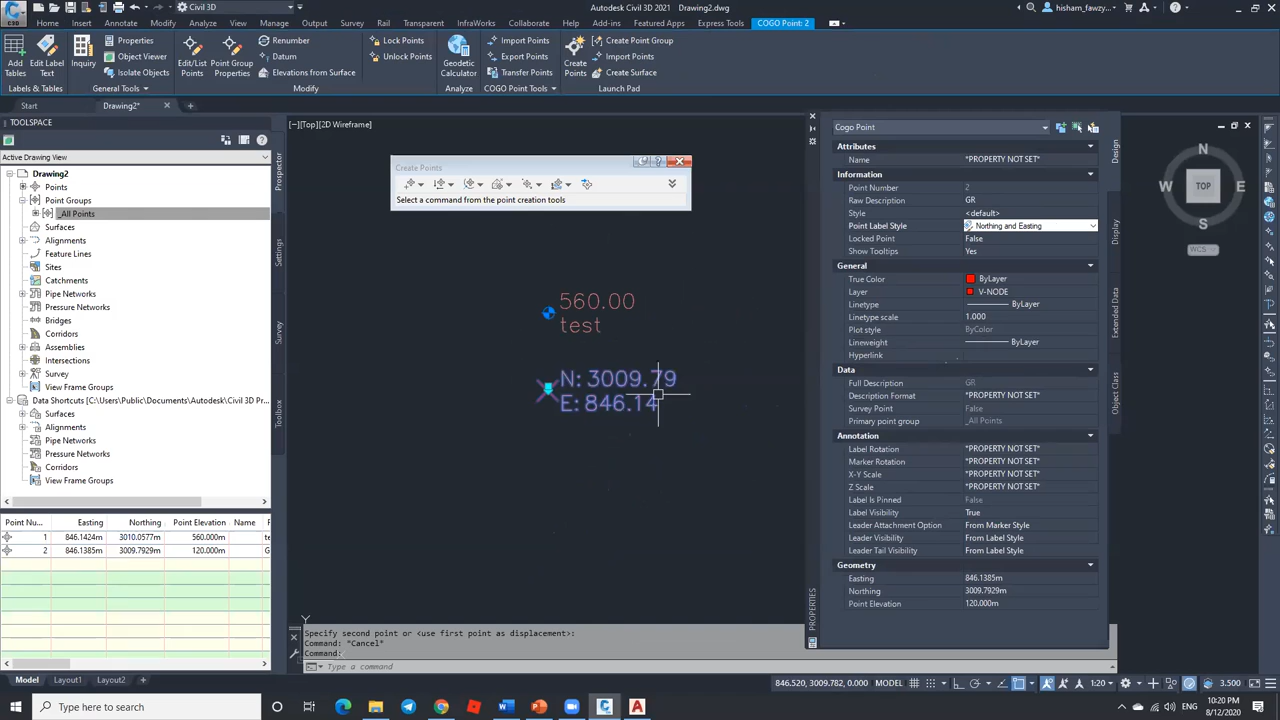 C3D
Civil 3D
Autodesk Civil 3D 2021 Drawing2.dwg
hisham_fawzy...
Home
Insert
Annotate
Modify
Analyze
View
Manage
Output
Survey
Rail
Transparent
InfraWorks
Collaborate
Help
Add-ins
Featured Apps
Express Tools
COGO Point: 2
Add Tables
Edit Label Text
Properties
Object Viewer
Isolate Objects
Inquiry
Edit/List Points
Point Group Properties
Renumber
Datum
Elevations from Surface
Lock Points
Unlock Points
Geodetic Calculator
Import Points
Export Points
Transfer Points
Create Points
Create Point Group
Import Points
Create Surface
Labels & Tables
General Tools
Modify
Analyze
COGO Point Tools
Launch Pad
Start
Drawing2*
TOOLSPACE
Active Drawing View
Drawing2
Points
Point Groups
_All Points
Surfaces
Alignments
Feature Lines
Sites
Catchments
Pipe Networks
Pressure Networks
Bridges
Corridors
Assemblies
Intersections
Survey
View Frame Groups
Data Shortcuts [C:\Users\Public\Documents\Autodesk\Civil 3D Pr...
Surfaces
Alignments
Pipe Networks
Pressure Networks
Corridors
View Frame Groups
Prospector
Settings
Survey
Toolbox
Point Nu... Easting Northing Point Elevation Name
1 846.1424m 3010.0577m 560.000m te
2 846.1385m 3009.7929m 120.000m G
[−][Top][2D Wireframe]
Create Points
Select a command from the point creation tools
560.00
test
N: 3009.79
E: 846.14
Y
Cogo Point
Attributes
Name *PROPERTY NOT SET*
Information
Point Number 2
Raw Description GR
Style <default>
Point Label Style Northing and Easting
Locked Point False
Show Tooltips Yes
General
True Color ByLayer
Layer V-NODE
Linetype ByLayer
Linetype scale 1.000
Plot style ByColor
Lineweight ByLayer
Hyperlink
Data
Full Description GR
Description Format *PROPERTY NOT SET*
Survey Point False
Primary point group _All Points
Annotation
Label Rotation *PROPERTY NOT SET*
Marker Rotation *PROPERTY NOT SET*
X-Y Scale *PROPERTY NOT SET*
Z Scale *PROPERTY NOT SET*
Label Is Pinned False
Label Visibility True
Leader Attachment Option From Marker Style
Leader Visibility From Label Style
Leader Tail Visibility From Label Style
Geometry
Easting 846.1385m
Northing 3009.7929m
Point Elevation 120.000m
PROPERTIES
Design
Display
Extended Data
Object Class
N
W TOP E
S
WCS
Specify second point or <use first point as displacement>:
Command: *Cancel*
Command:
Type a command
Model
Layout1
Layout2
846.520, 3009.782, 0.000 MODEL
1:20
3.500
Type here to search
10:20 PM
8/12/2020